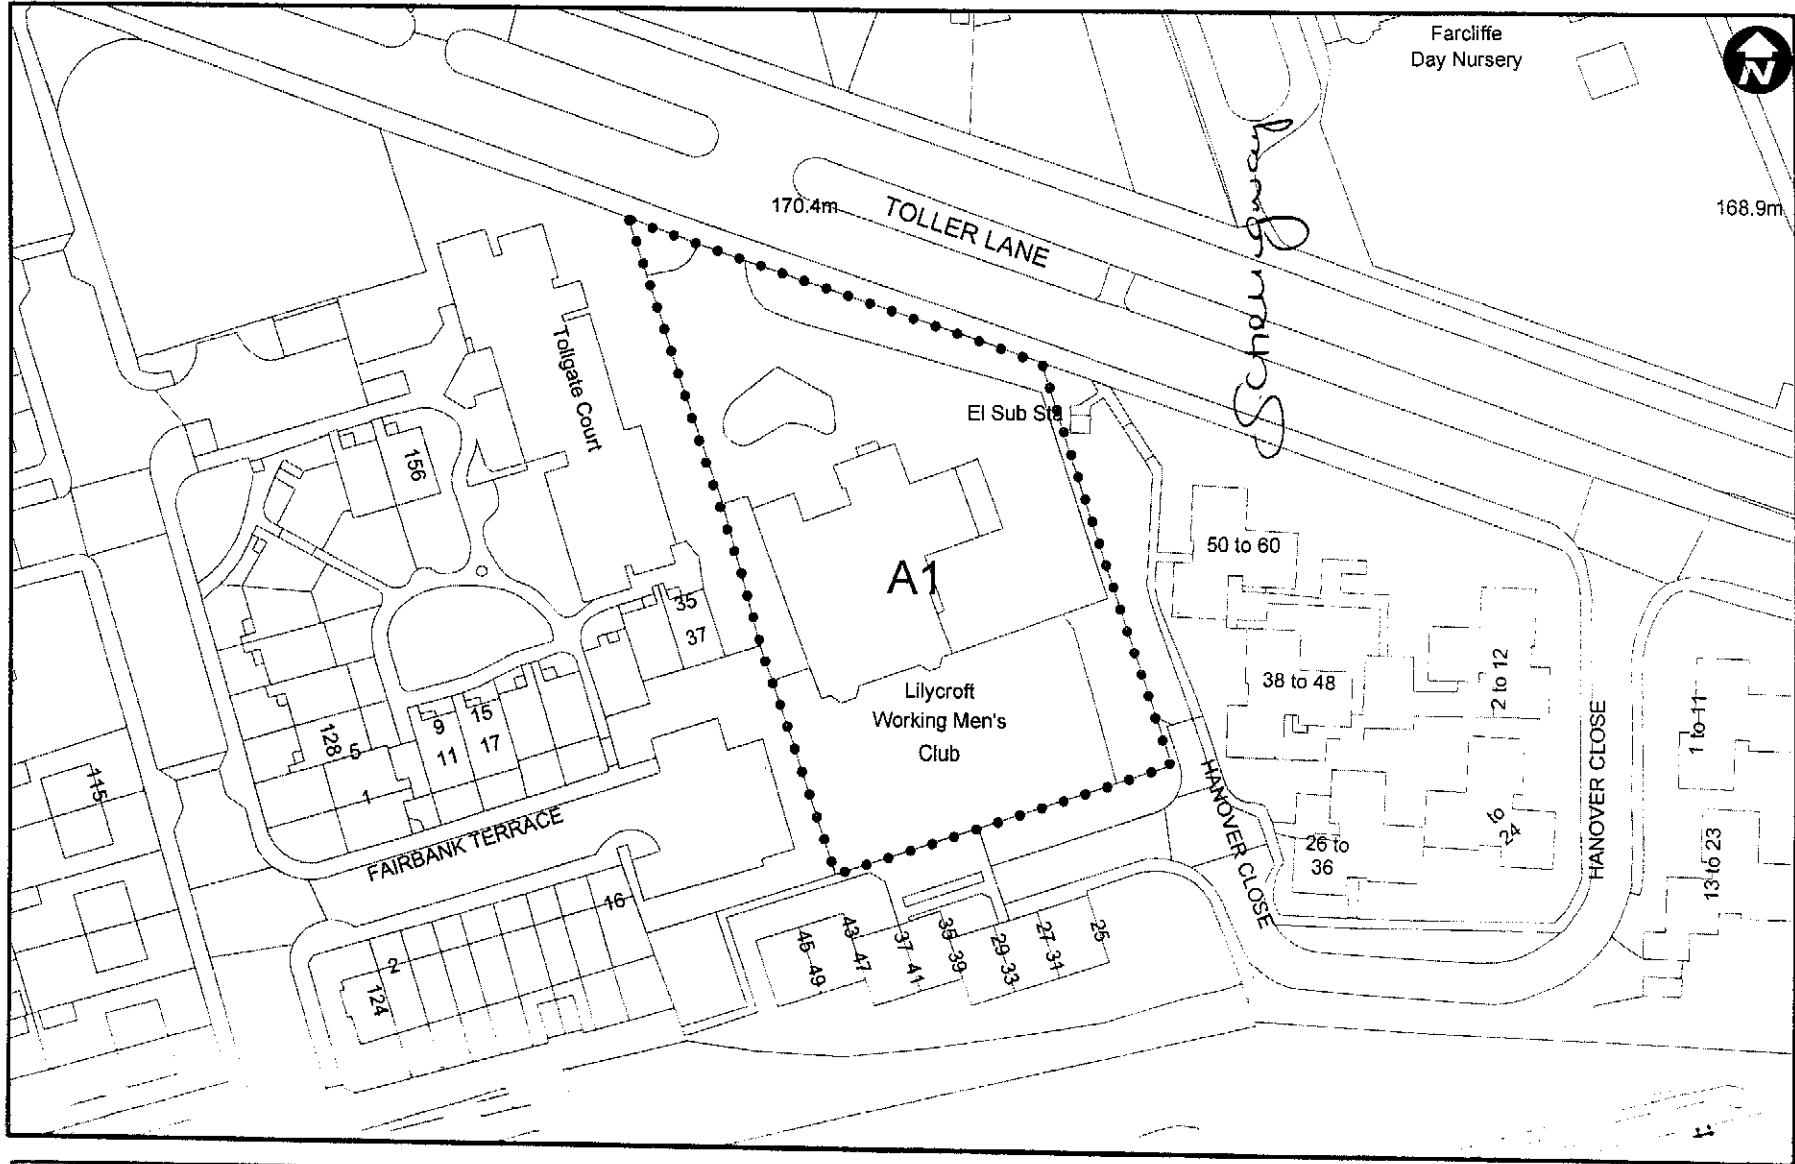 Farcliffe
Day Nursery
N
170.4m
TOLLER LANE
168.9m
Tollgate Court
El Sub Sta
156
50 to 60
A1
35
37
38 to 48
2 to 12
1 to 11
Lilycroft
Working Men's
Club
9
11
15
17
128
5
1
115
HANOVER CLOSE
HANOVER CLOSE
FAIRBANK TERRACE
26 to
36
to
24
13 to 23
16
2
124
45
49
43
47
37
41
35
39
29
33
27
31
25